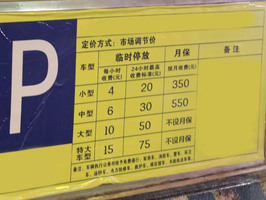 P
定价方式：市场调节价
车型 临时停放 月保 备注
每小时收费(元) 24小时最高收费标准(元) 按月收费(元)
小型 4 20 350
中型 6 30 550
大型 10 50 不设月保
特大车型 15 75 不设月保